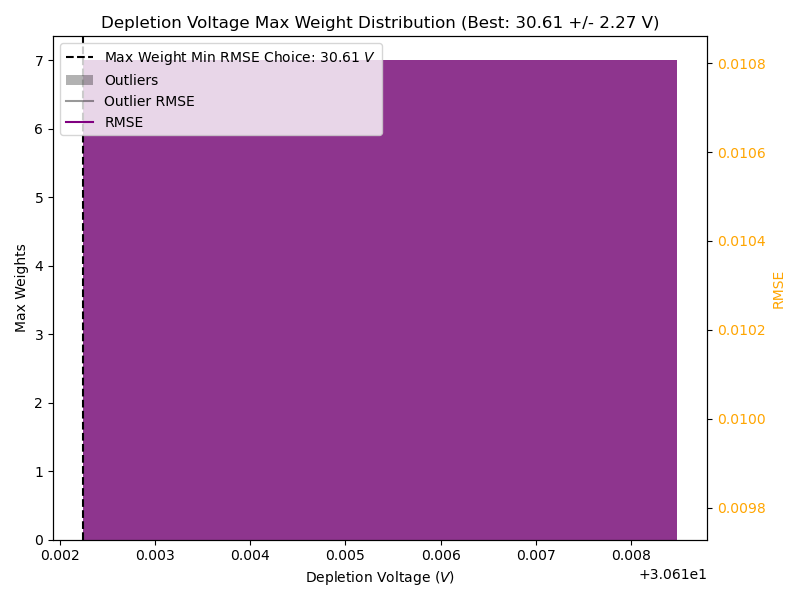 Depletion Voltage Max Weight Distribution (Best: 30.61 +/- 2.27 V)
Max Weight Min RMSE Choice: 30.61 V
Outliers
Outlier RMSE
RMSE
7
6
5
4
3
2
1
0
Max Weights
0.0108
0.0106
0.0104
0.0102
0.0100
0.0098
RMSE
0.002 0.003 0.004 0.005 0.006 0.007 0.008
+3.061e1
Depletion Voltage (V)